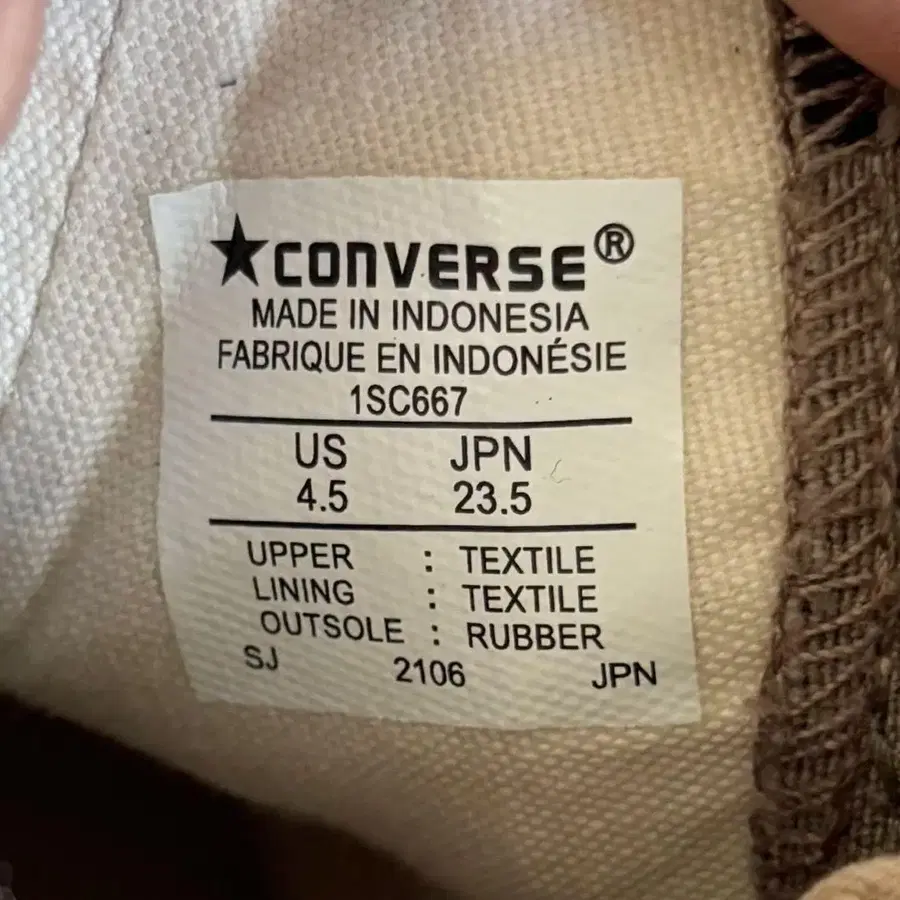 ★CONVERSE®
MADE IN INDONESIA
FABRIQUE EN INDONÉSIE
1SC667
US JPN
4.5 23.5
UPPER : TEXTILE
LINING : TEXTILE
OUTSOLE : RUBBER
SJ 2106 JPN